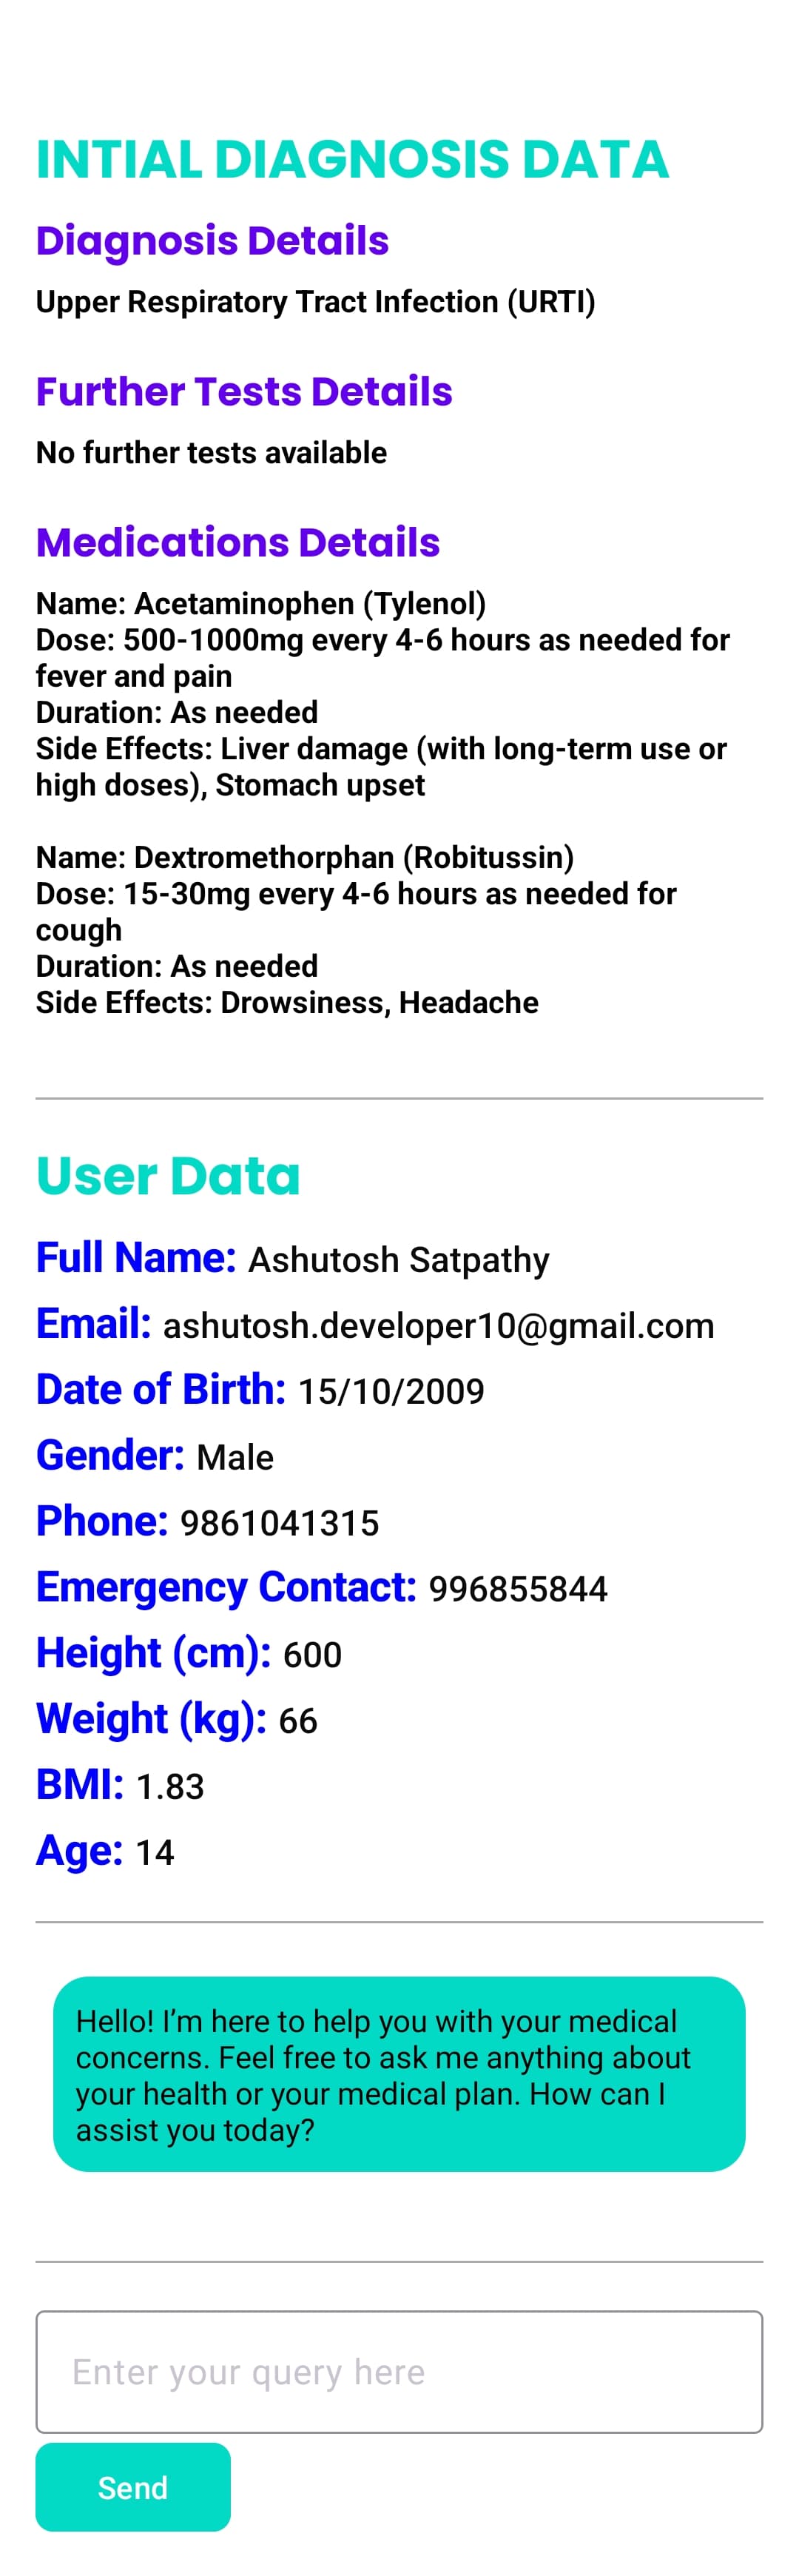 INTIAL DIAGNOSIS DATA
Diagnosis Details
Upper Respiratory Tract Infection (URTI)
Further Tests Details
No further tests available
Medications Details
Name: Acetaminophen (Tylenol)
Dose: 500-1000mg every 4-6 hours as needed for
fever and pain
Duration: As needed
Side Effects: Liver damage (with long-term use or
high doses), Stomach upset
Name: Dextromethorphan (Robitussin)
Dose: 15-30mg every 4-6 hours as needed for
cough
Duration: As needed
Side Effects: Drowsiness, Headache
User Data
Full Name: Ashutosh Satpathy
Email: ashutosh.developer10@gmail.com
Date of Birth: 15/10/2009
Gender: Male
Phone: 9861041315
Emergency Contact: 996855844
Height (cm): 600
Weight (kg): 66
BMI: 1.83
Age: 14
Hello! I’m here to help you with your medical
concerns. Feel free to ask me anything about
your health or your medical plan. How can I
assist you today?
Enter your query here
Send